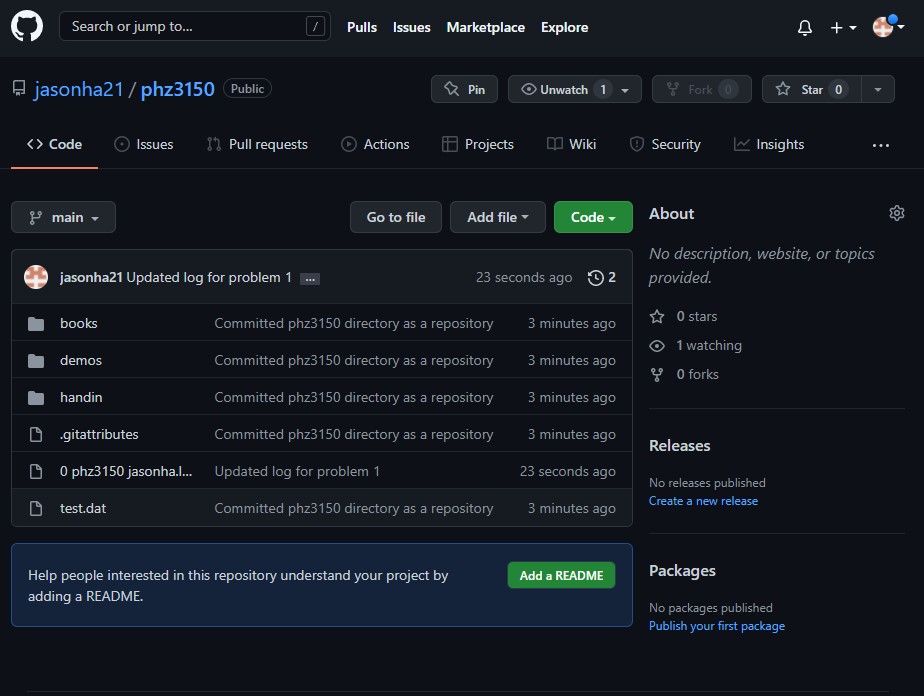 Search or jump to... /
Pulls Issues Marketplace Explore
jasonha21 / phz3150 Public
Pin Unwatch 1 Fork 0 Star 0
<> Code Issues Pull requests Actions Projects Wiki Security Insights ...
main Go to file Add file Code
jasonha21 Updated log for problem 1 ... 23 seconds ago 2
books Committed phz3150 directory as a repository 3 minutes ago
demos Committed phz3150 directory as a repository 3 minutes ago
handin Committed phz3150 directory as a repository 3 minutes ago
.gitattributes Committed phz3150 directory as a repository 3 minutes ago
0 phz3150 jasonha.l... Updated log for problem 1 23 seconds ago
test.dat Committed phz3150 directory as a repository 3 minutes ago
Help people interested in this repository understand your project by
adding a README.
Add a README
About
No description, website, or topics
provided.
0 stars
1 watching
0 forks
Releases
No releases published
Create a new release
Packages
No packages published
Publish your first package